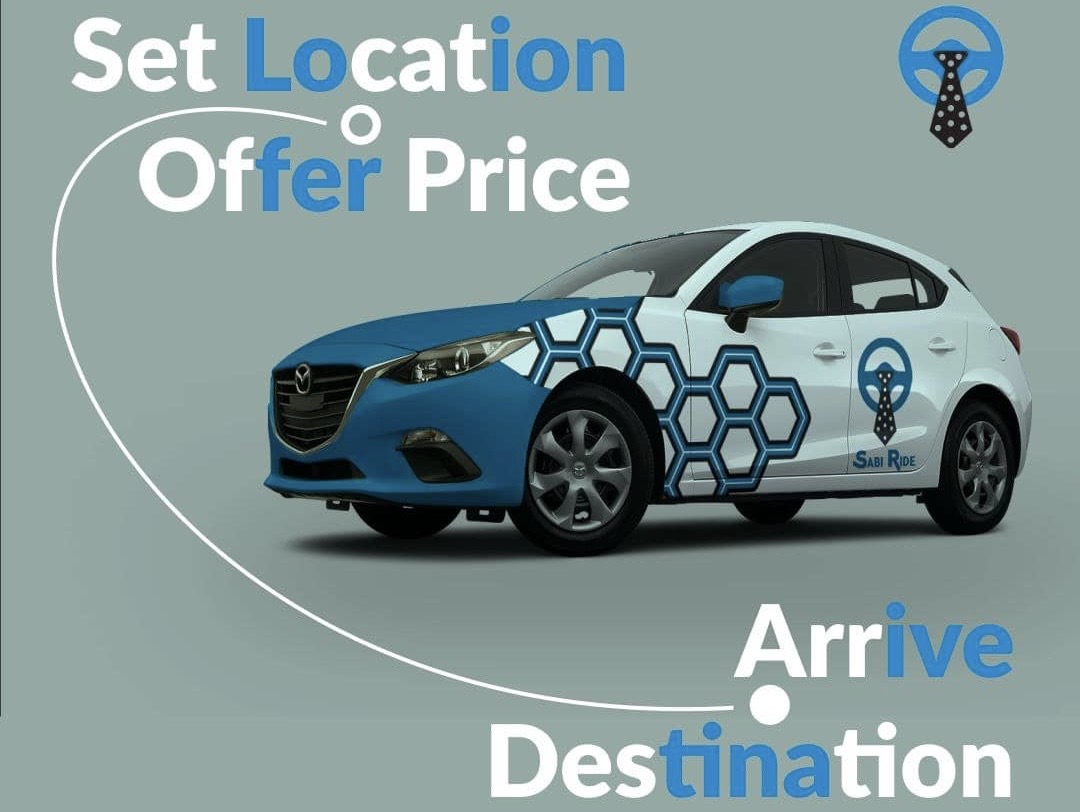 Set Location
Offer Price
SABI RIDE
Arrive
Destination